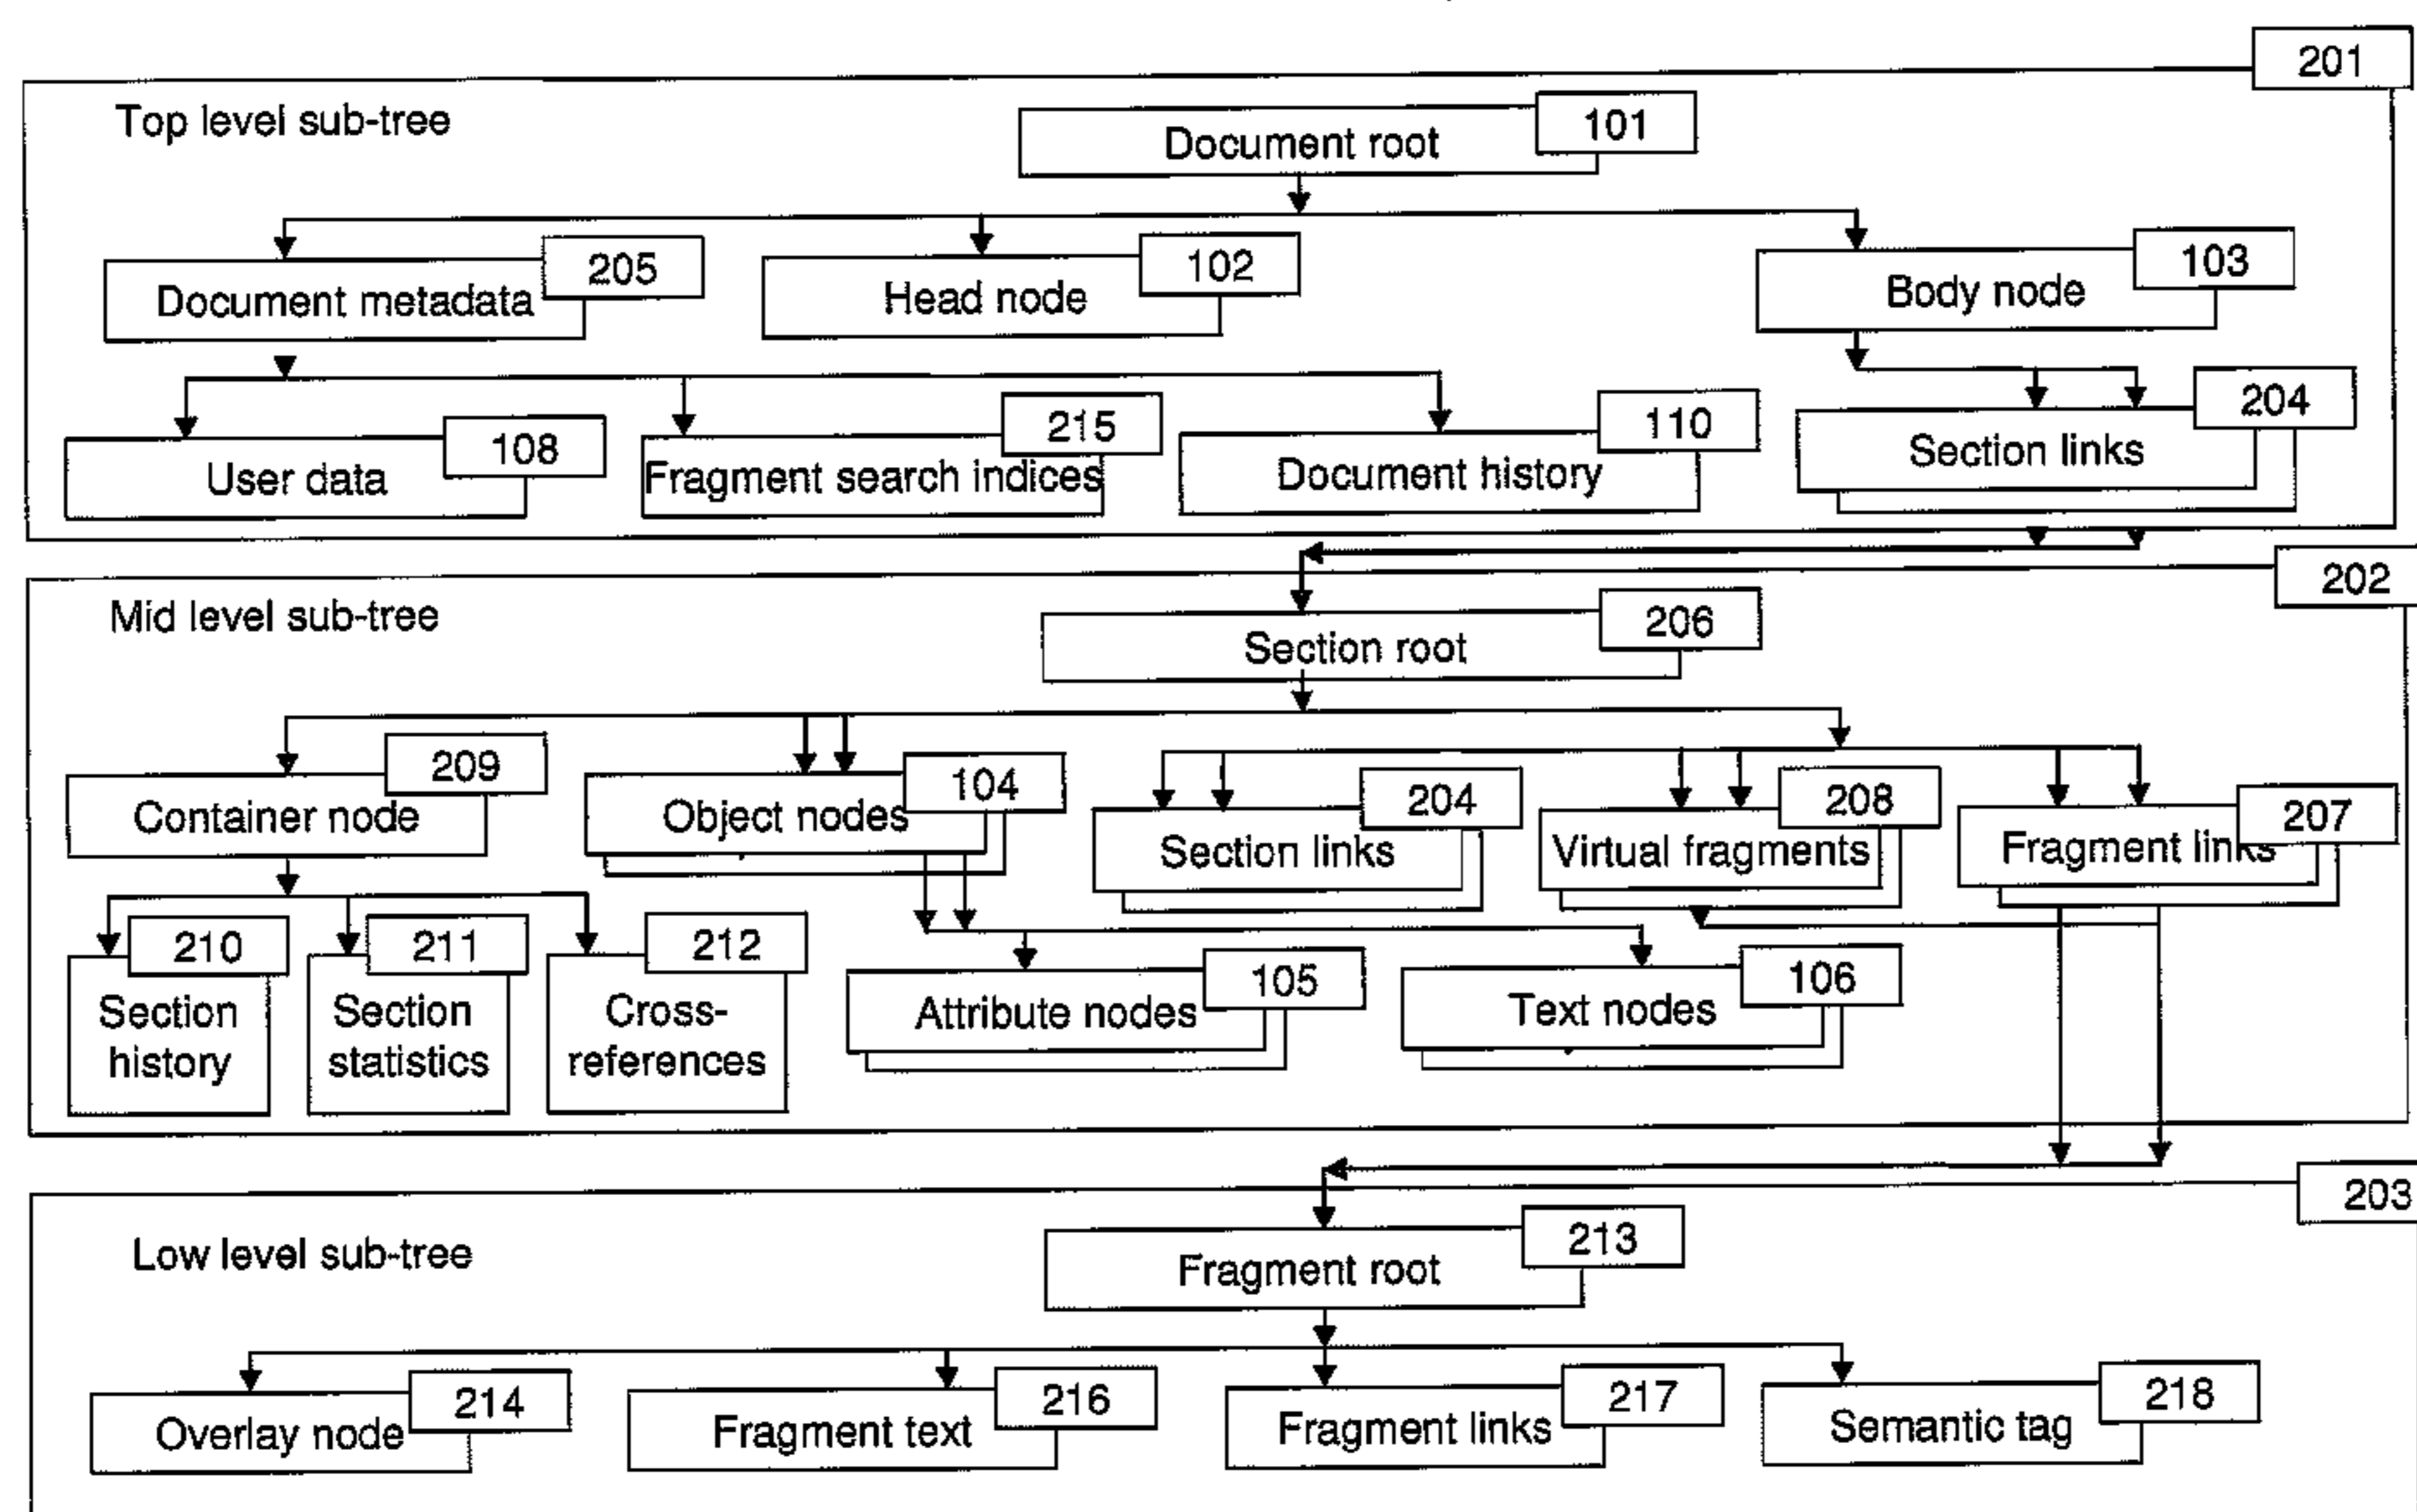 201
Top level sub-tree
101
Document root
205
Document metadata
102
Head node
103
Body node
108
User data
215
Fragment search indices
110
Document history
204
Section links
202
Mid level sub-tree
206
Section root
209
Container node
104
Object nodes
204
Section links
208
Virtual fragments
207
Fragment links
210
Section
history
211
Section
statistics
212
Cross-
references
105
Attribute nodes
106
Text nodes
203
Low level sub-tree
213
Fragment root
214
Overlay node
216
Fragment text
217
Fragment links
218
Semantic tag